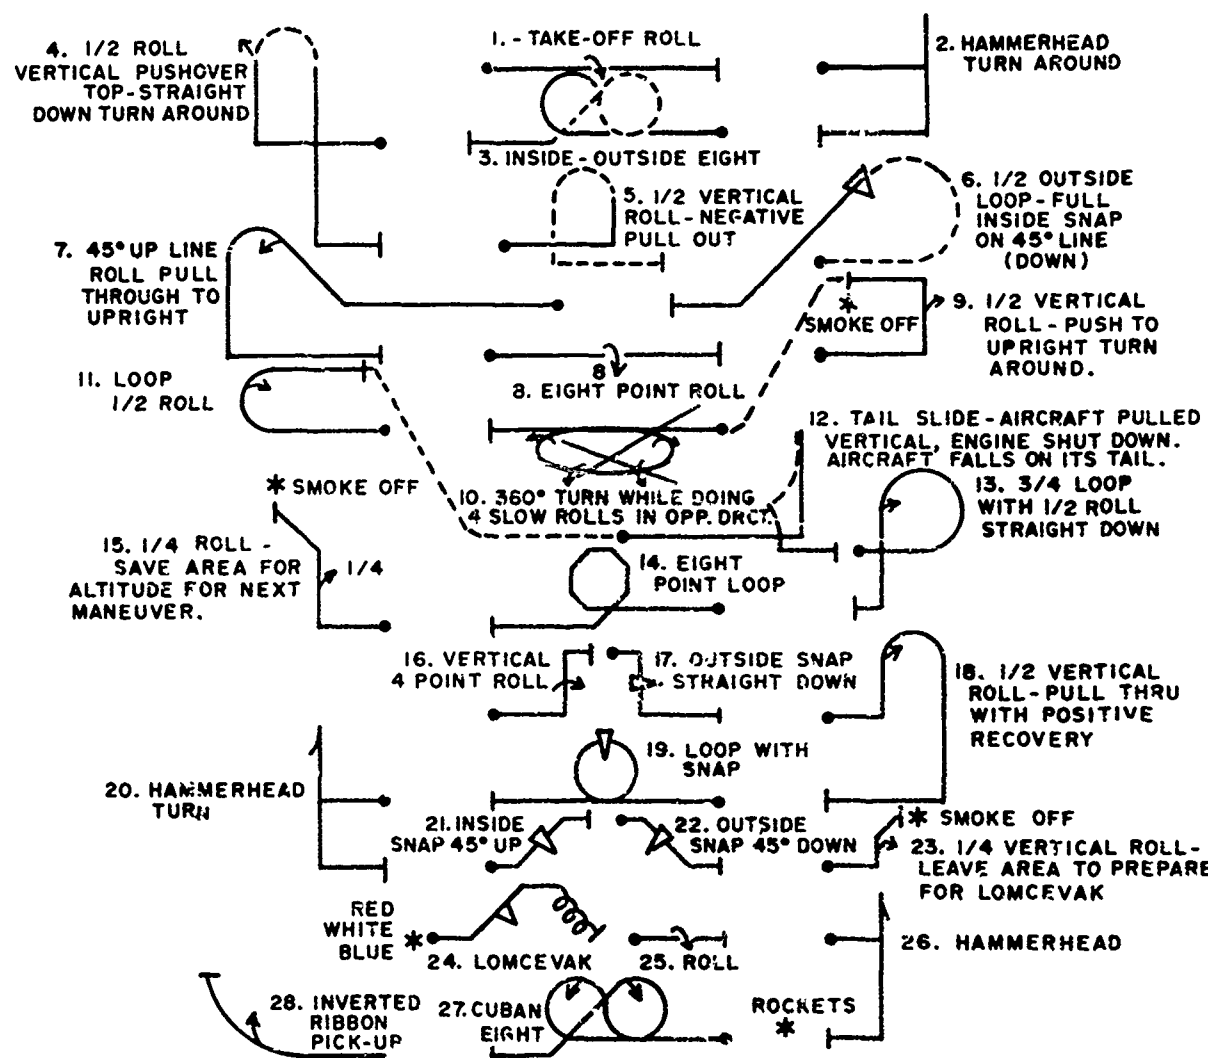 1.-TAKE-OFF ROLL
2. HAMMERHEAD
TURN AROUND
3. INSIDE-OUTSIDE EIGHT
4. 1/2 ROLL
VERTICAL PUSHOVER
TOP-STRAIGHT
DOWN TURN AROUND
5. 1/2 VERTICAL
ROLL-NEGATIVE
PULL OUT
6. 1/2 OUTSIDE
LOOP-FULL
INSIDE SNAP
ON 45° LINE
(DOWN)
7. 45° UP LINE
ROLL PULL
THROUGH TO
UPRIGHT
8
8. EIGHT POINT ROLL
SMOKE OFF
9. 1/2 VERTICAL
ROLL-PUSH TO
UPRIGHT TURN
AROUND.
10. 360° TURN WHILE DOING
4 SLOW ROLLS IN OPP. DRCT.
11. LOOP
1/2 ROLL
12. TAIL SLIDE-AIRCRAFT PULLED
VERTICAL, ENGINE SHUT DOWN.
AIRCRAFT FALLS ON ITS TAIL.
13. 3/4 LOOP
WITH 1/2 ROLL
STRAIGHT DOWN
14. EIGHT
POINT LOOP
* SMOKE OFF
15. 1/4 ROLL-
SAVE AREA FOR
ALTITUDE FOR NEXT
MANEUVER.
1/4
16. VERTICAL
4 POINT ROLL
17. OUTSIDE SNAP
STRAIGHT DOWN
18. 1/2 VERTICAL
ROLL-PULL THRU
WITH POSITIVE
RECOVERY
19. LOOP WITH
SNAP
20. HAMMERHEAD
TURN
21. INSIDE
SNAP 45° UP
22. OUTSIDE
SNAP 45° DOWN
* SMOKE OFF
23. 1/4 VERTICAL ROLL-
LEAVE AREA TO PREPARE
FOR LOMCEVAK
RED
WHITE
BLUE *
24. LOMCEVAK
25. ROLL
26. HAMMERHEAD
ROCKETS
*
27. CUBAN
EIGHT
28. INVERTED
RIBBON
PICK-UP